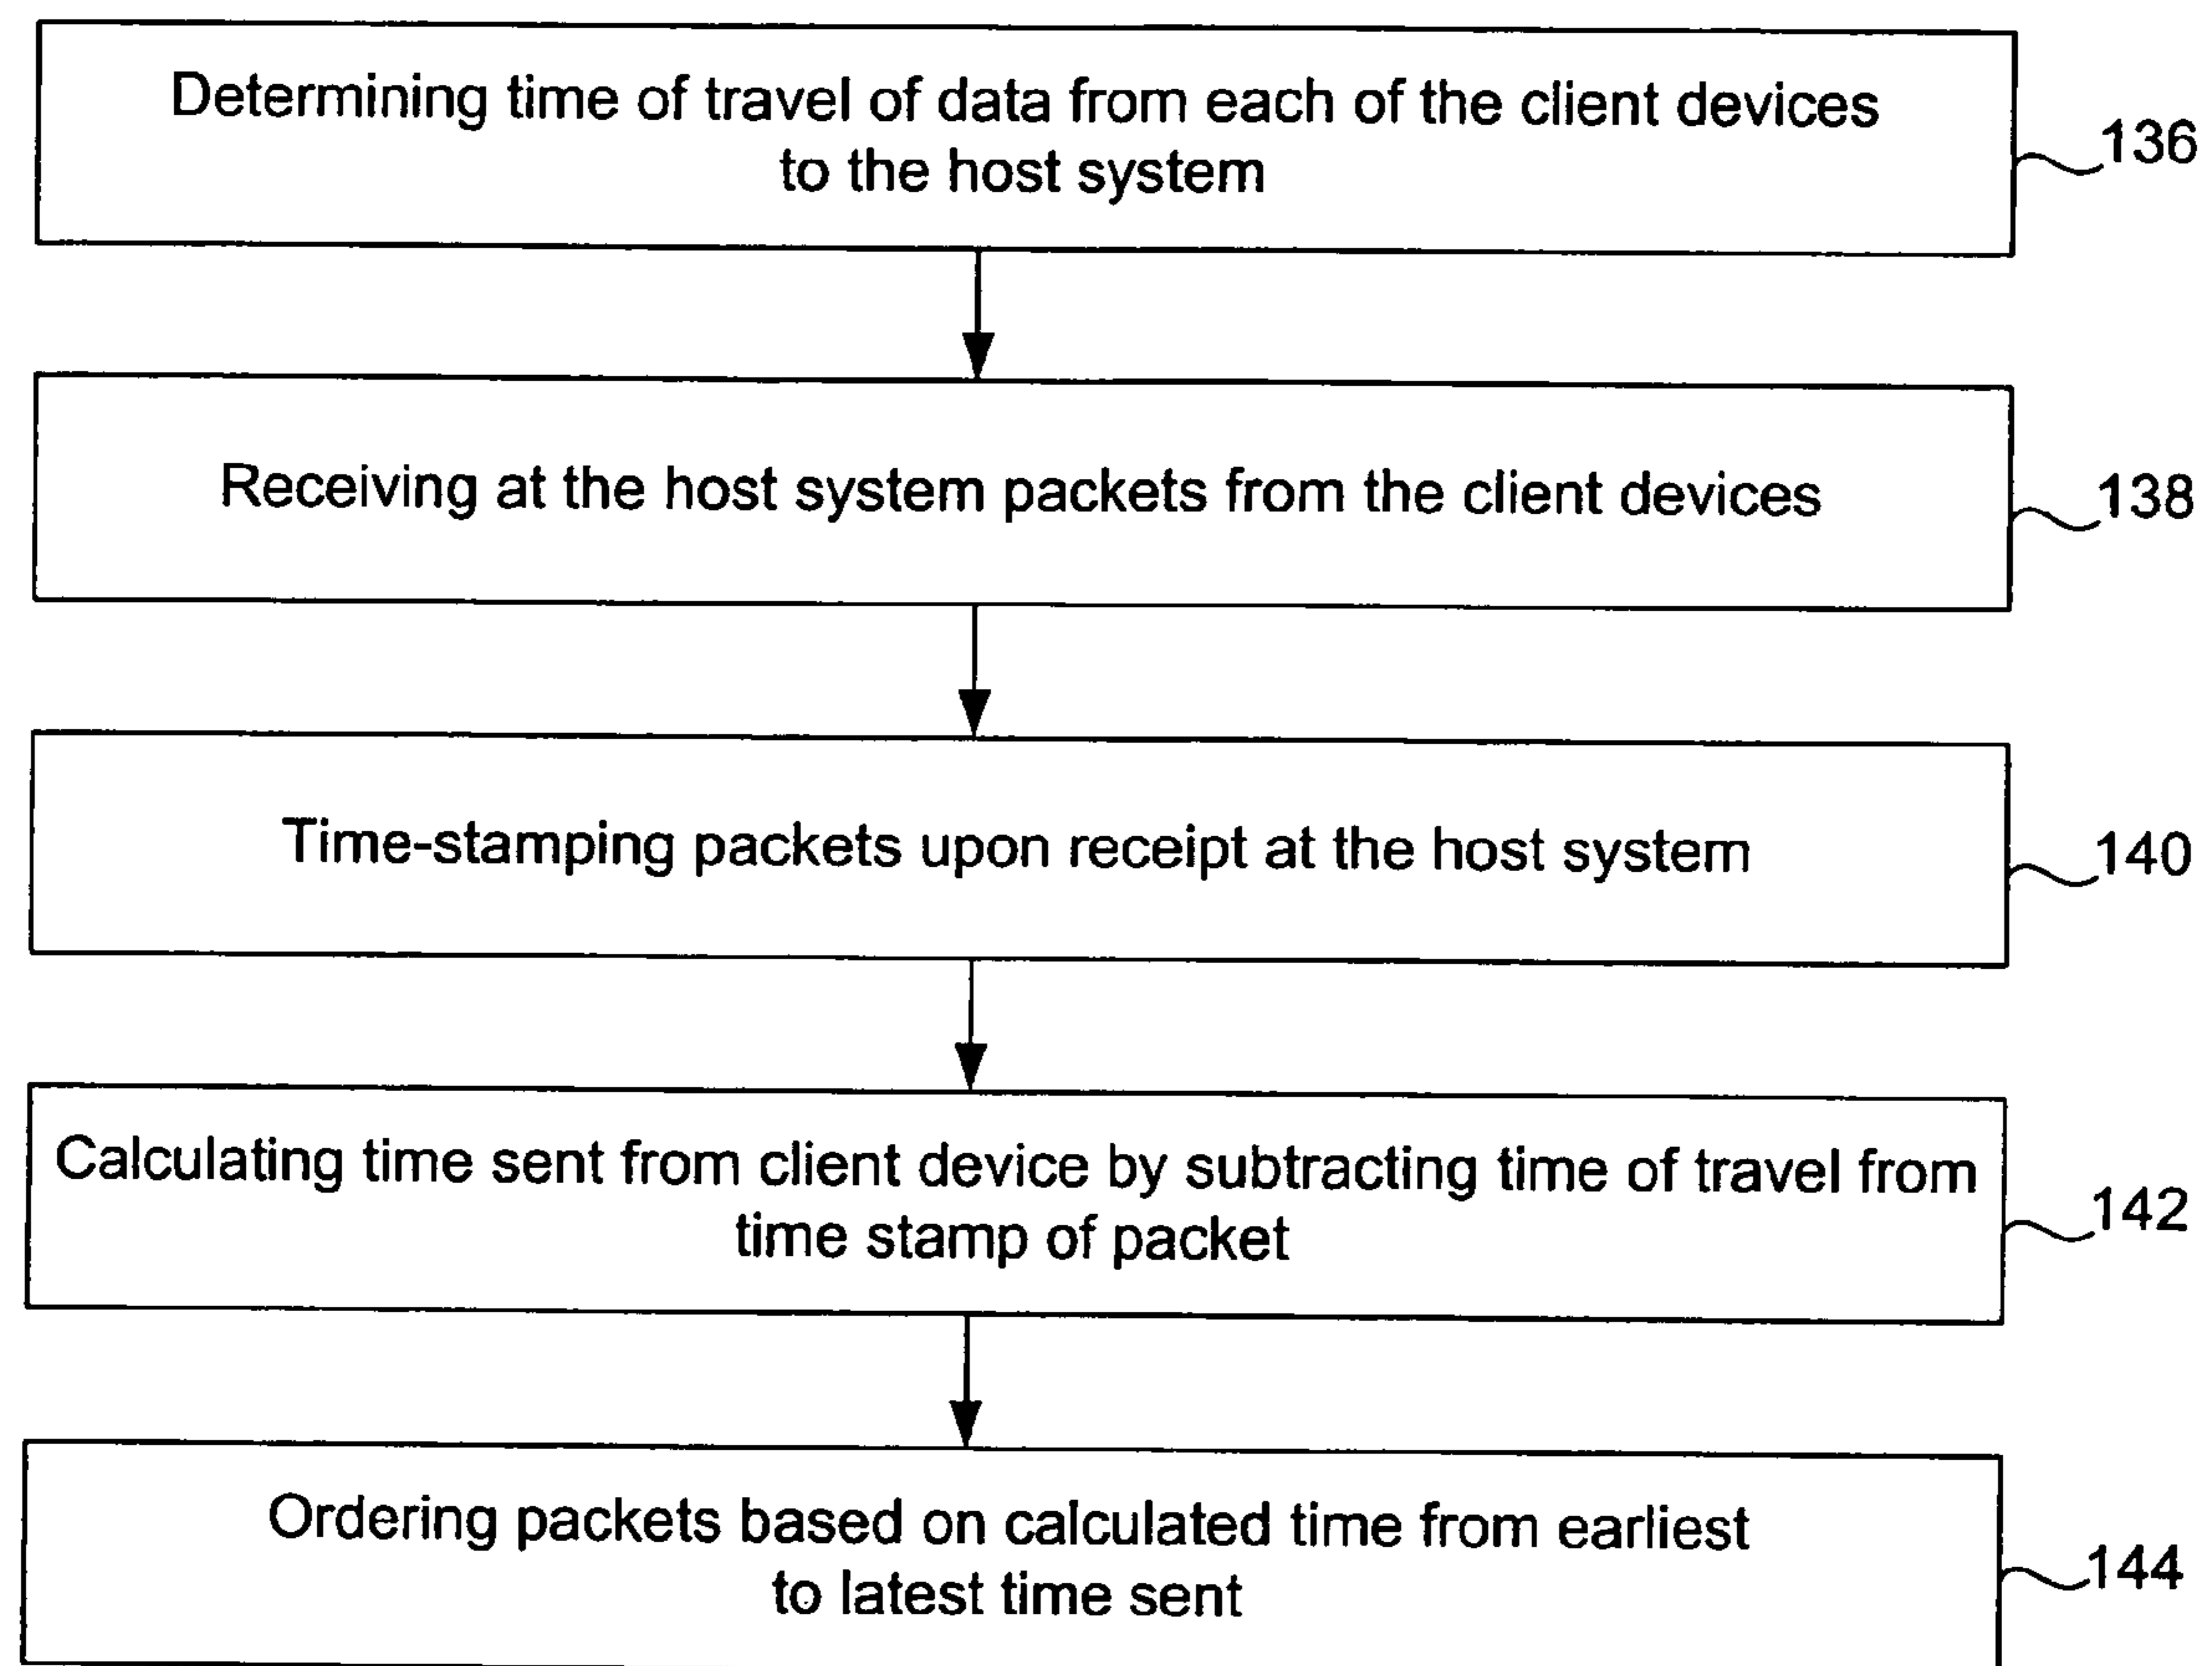 Determining time of travel of data from each of the client devices
to the host system
136
Receiving at the host system packets from the client devices
138
Time-stamping packets upon receipt at the host system
140
Calculating time sent from client device by subtracting time of travel from
time stamp of packet
142
Ordering packets based on calculated time from earliest
to latest time sent
144